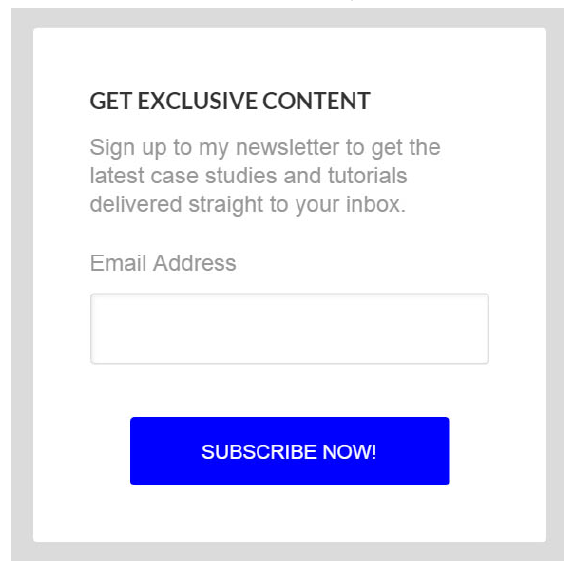 GET EXCLUSIVE CONTENT
Sign up to my newsletter to get the
latest case studies and tutorials
delivered straight to your inbox.
Email Address
SUBSCRIBE NOW!